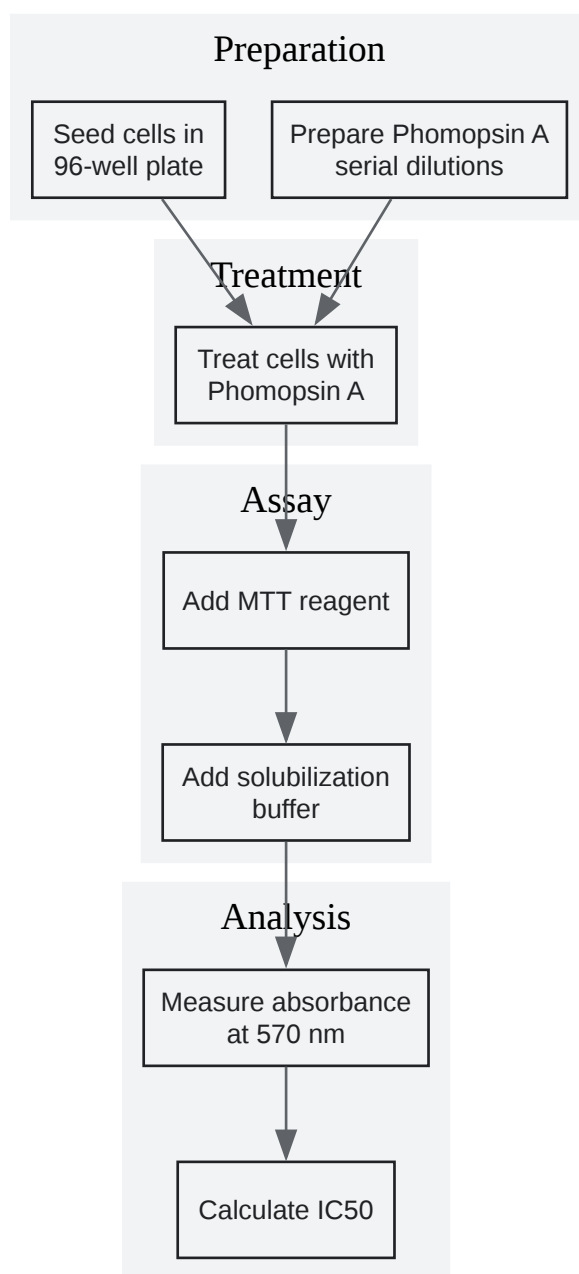 Preparation
Seed cells in
96-well plate
Prepare Phomopsin A
serial dilutions
Treatment
Treat cells with
Phomopsin A
Assay
Add MTT reagent
Add solubilization
buffer
Analysis
Measure absorbance
at 570 nm
Calculate IC50